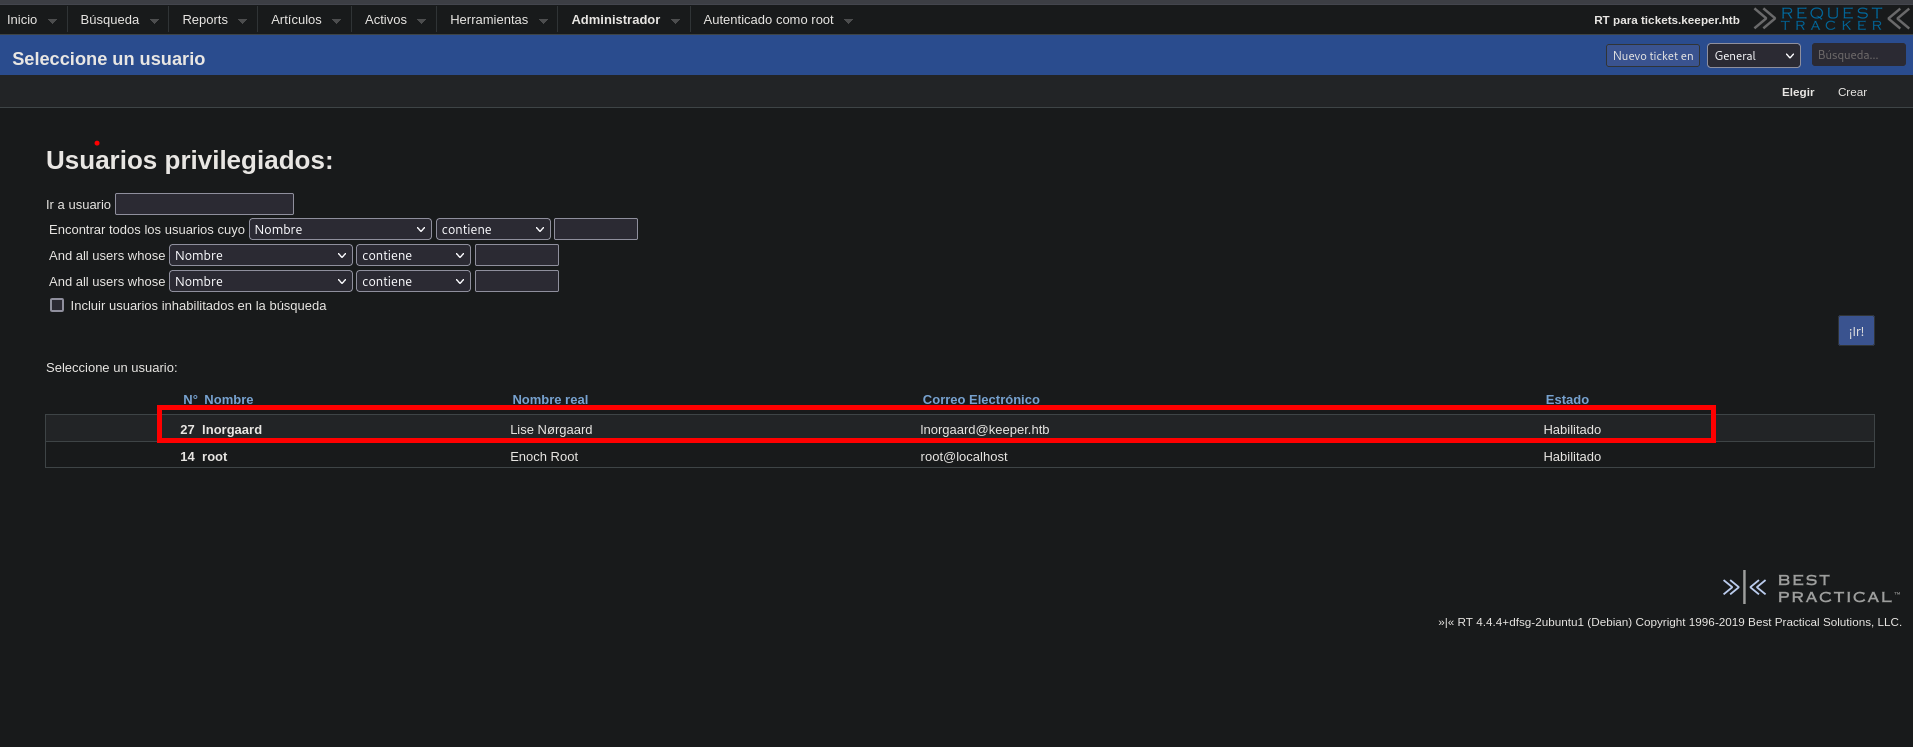 Inicio Búsqueda Reports Artículos Activos Herramientas Administrador Autenticado como root RT para tickets.keeper.htb REQUEST TRACKER
Seleccione un usuario Nuevo ticket en General Búsqueda...
Elegir Crear
Usuarios privilegiados:
Ir a usuario
Encontrar todos los usuarios cuyo Nombre contiene
And all users whose Nombre contiene
And all users whose Nombre contiene
Incluir usuarios inhabilitados en la búsqueda
¡Ir!
Seleccione un usuario:
N° Nombre Nombre real Correo Electrónico Estado
27 lnorgaard Lise Nørgaard lnorgaard@keeper.htb Habilitado
14 root Enoch Root root@localhost Habilitado
BEST
PRACTICAL™
»|« RT 4.4.4+dfsg-2ubuntu1 (Debian) Copyright 1996-2019 Best Practical Solutions, LLC.